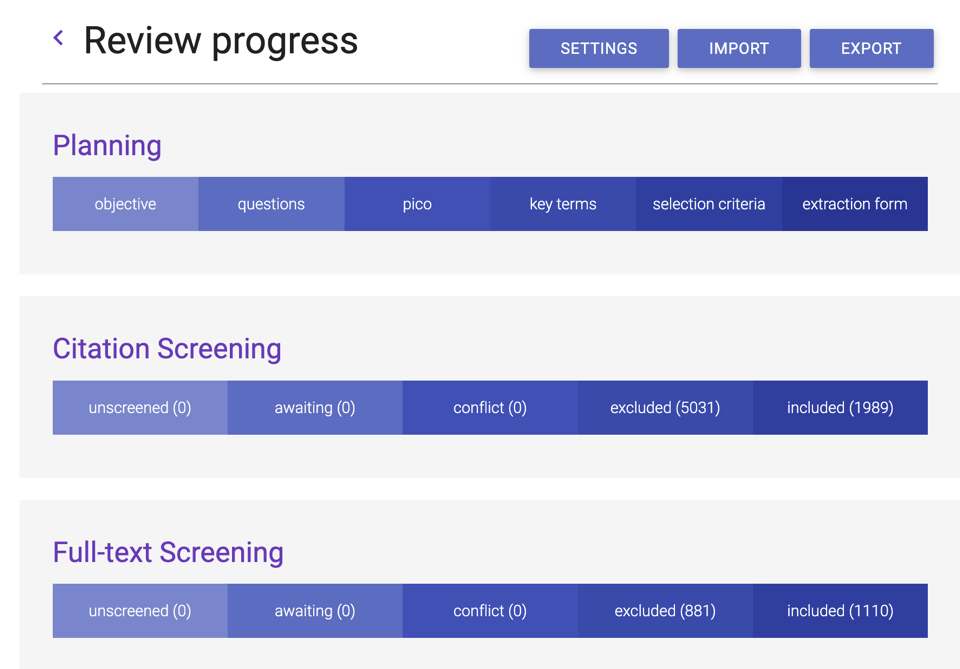 Review progress
SETTINGS IMPORT EXPORT
Planning
objective questions pico key terms selection criteria extraction form
Citation Screening
unscreened (0) awaiting (0) conflict (0) excluded (5031) included (1989)
Full-text Screening
unscreened (0) awaiting (0) conflict (0) excluded (881) included (1110)